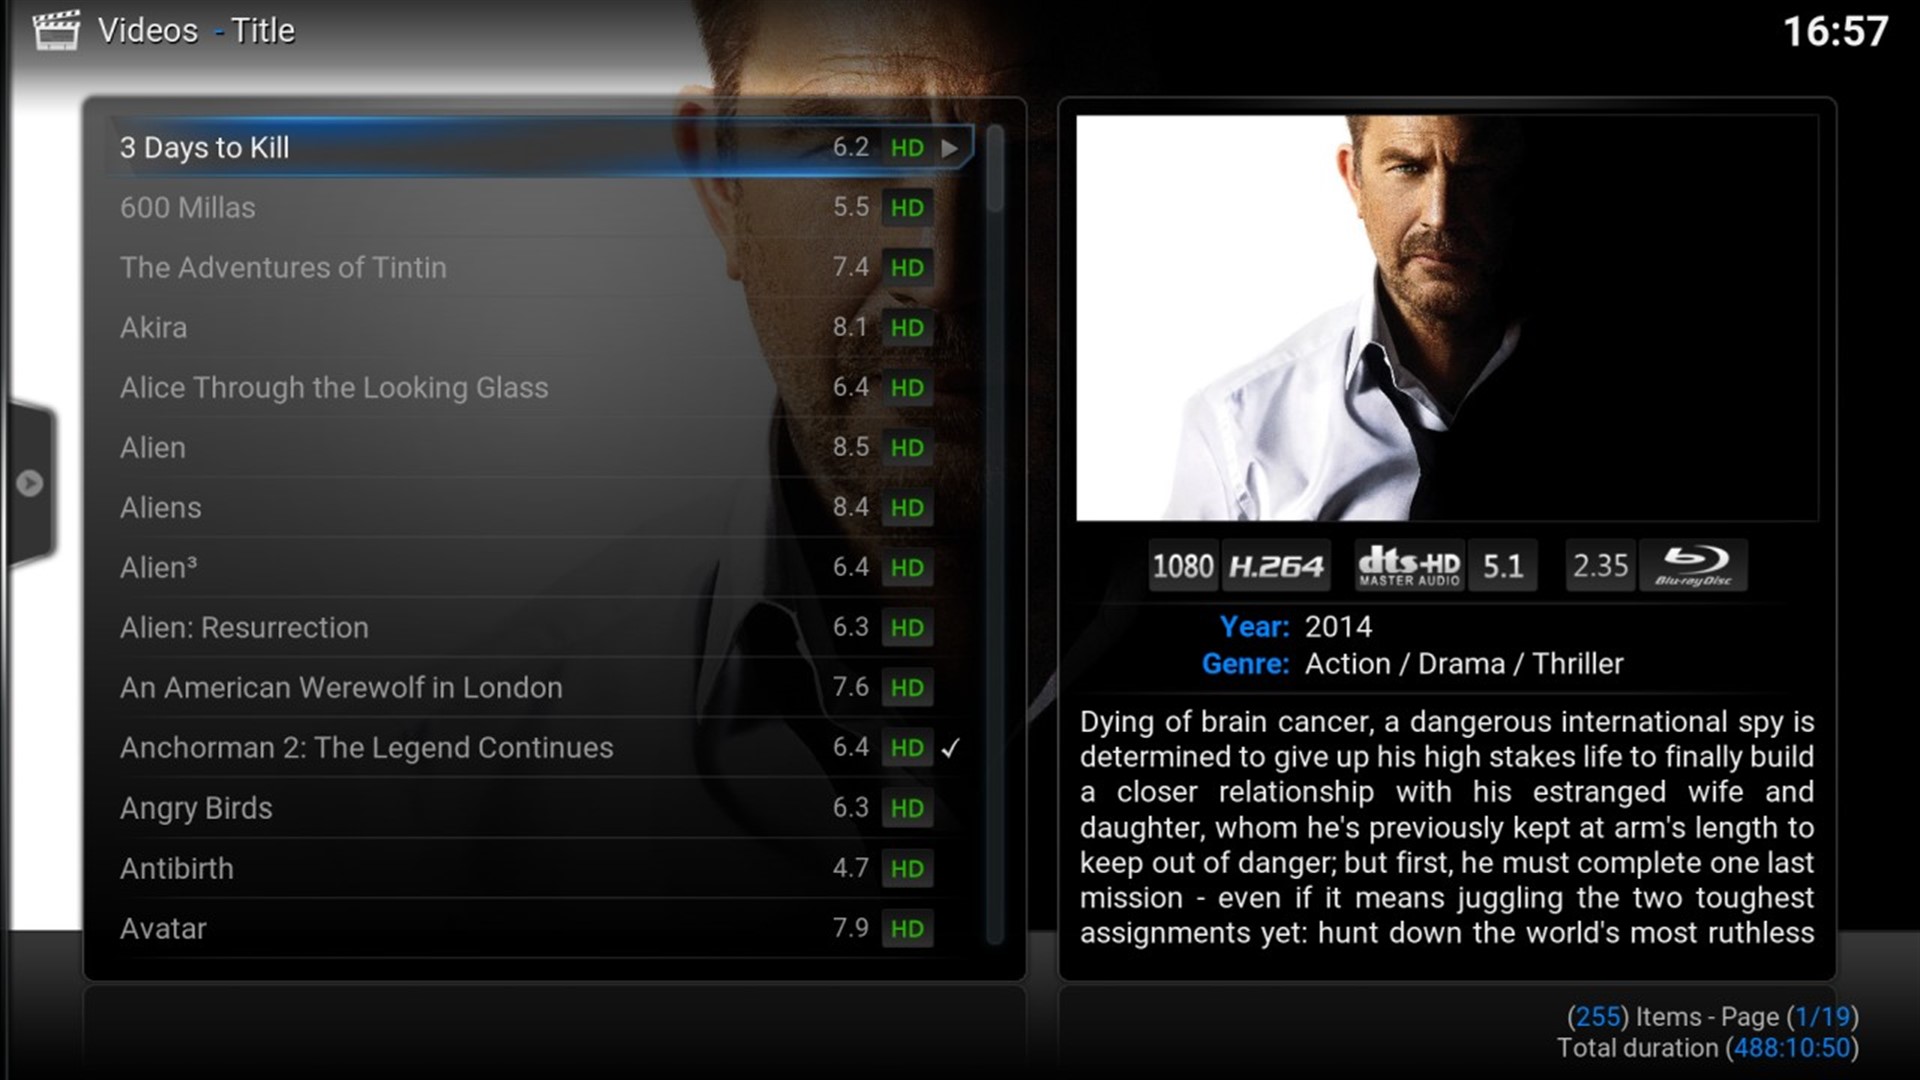 Videos - Title
16:57
3 Days to Kill 6.2 HD
600 Millas 5.5 HD
The Adventures of Tintin 7.4 HD
Akira 8.1 HD
Alice Through the Looking Glass 6.4 HD
Alien 8.5 HD
Aliens 8.4 HD
Alien³ 6.4 HD
Alien: Resurrection 6.3 HD
An American Werewolf in London 7.6 HD
Anchorman 2: The Legend Continues 6.4 HD ✓
Angry Birds 6.3 HD
Antibirth 4.7 HD
Avatar 7.9 HD
1080 H.264 dts-HD MASTER AUDIO 5.1 2.35 Blu-ray Disc
Year: 2014
Genre: Action / Drama / Thriller
Dying of brain cancer, a dangerous international spy is
determined to give up his high stakes life to finally build
a closer relationship with his estranged wife and
daughter, whom he's previously kept at arm's length to
keep out of danger; but first, he must complete one last
mission - even if it means juggling the two toughest
assignments yet: hunt down the world's most ruthless
(255) Items - Page (1/19)
Total duration (488:10:50)